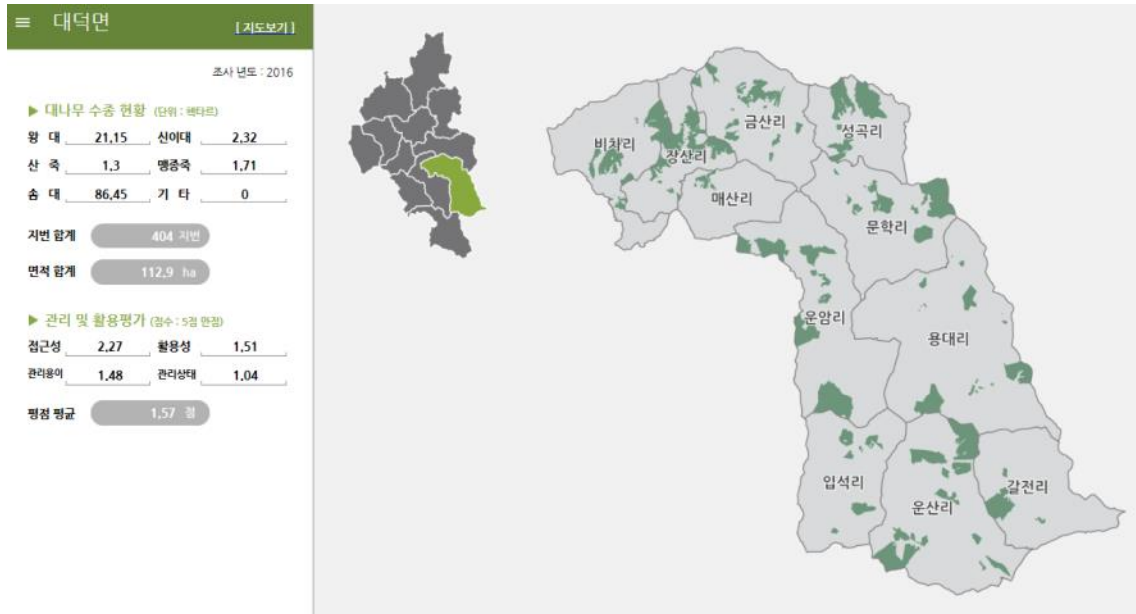 ≡ 대덕면 [지도보기]
조사 년도 : 2016
▶ 대나무 수종 현황 (단위 : 헥타르)
왕 대 21,15 신이대 2,32
산 죽 1,3 맹종죽 1,71
솜 대 86,45 기 타 0
지번 합계 404 지번
면적 합계 112,9 ha
▶ 관리 및 활용평가 (점수 : 5점 만점)
접근성 2,27 활용성 1,51
관리용이 1,48 관리상태 1,04
평점 평균 1,57 점
금산리
성곡리
비차리
장산리
매산리
문학리
운암리
용대리
입석리
갈전리
운산리